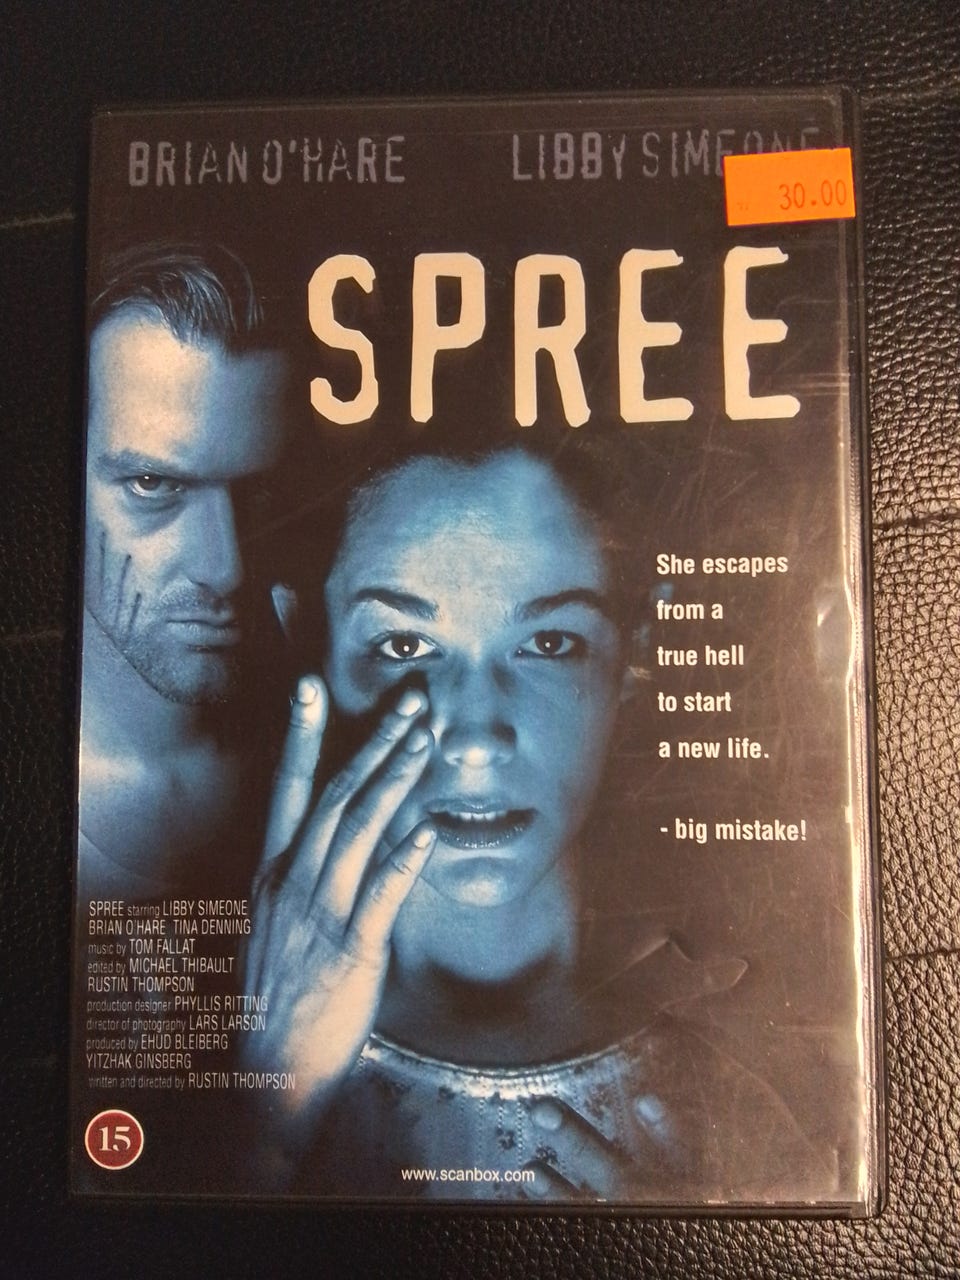 BRIAN O'HARE LIBBY SIMEONE
30.00
SPREE
She escapes
from a
true hell
to start
a new life.
- big mistake!
SPREE starring LIBBY SIMEONE
BRIAN O'HARE TINA DENNING
music by TOM FALLAT
edited by MICHAEL THIBAULT
RUSTIN THOMPSON
production designer PHYLLIS RITTING
director of photography LARS LARSON
produced by EHUD BLEIBERG
YITZHAK GINSBERG
written and directed by RUSTIN THOMPSON
15
www.scanbox.com